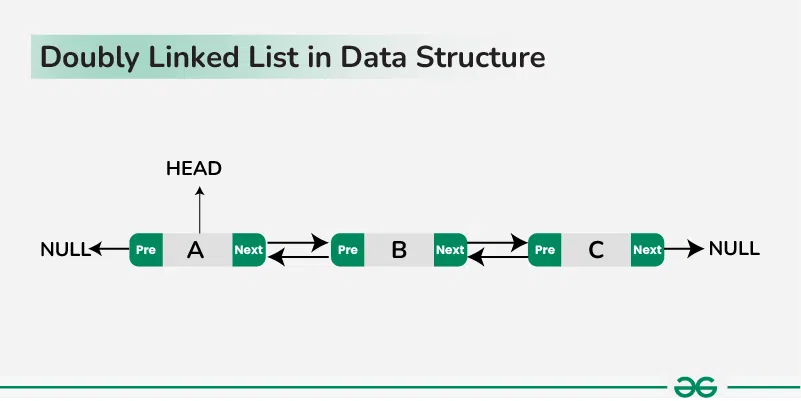 Doubly Linked List in Data Structure
HEAD
NULL Pre A Next Pre B Next Pre C Next NULL